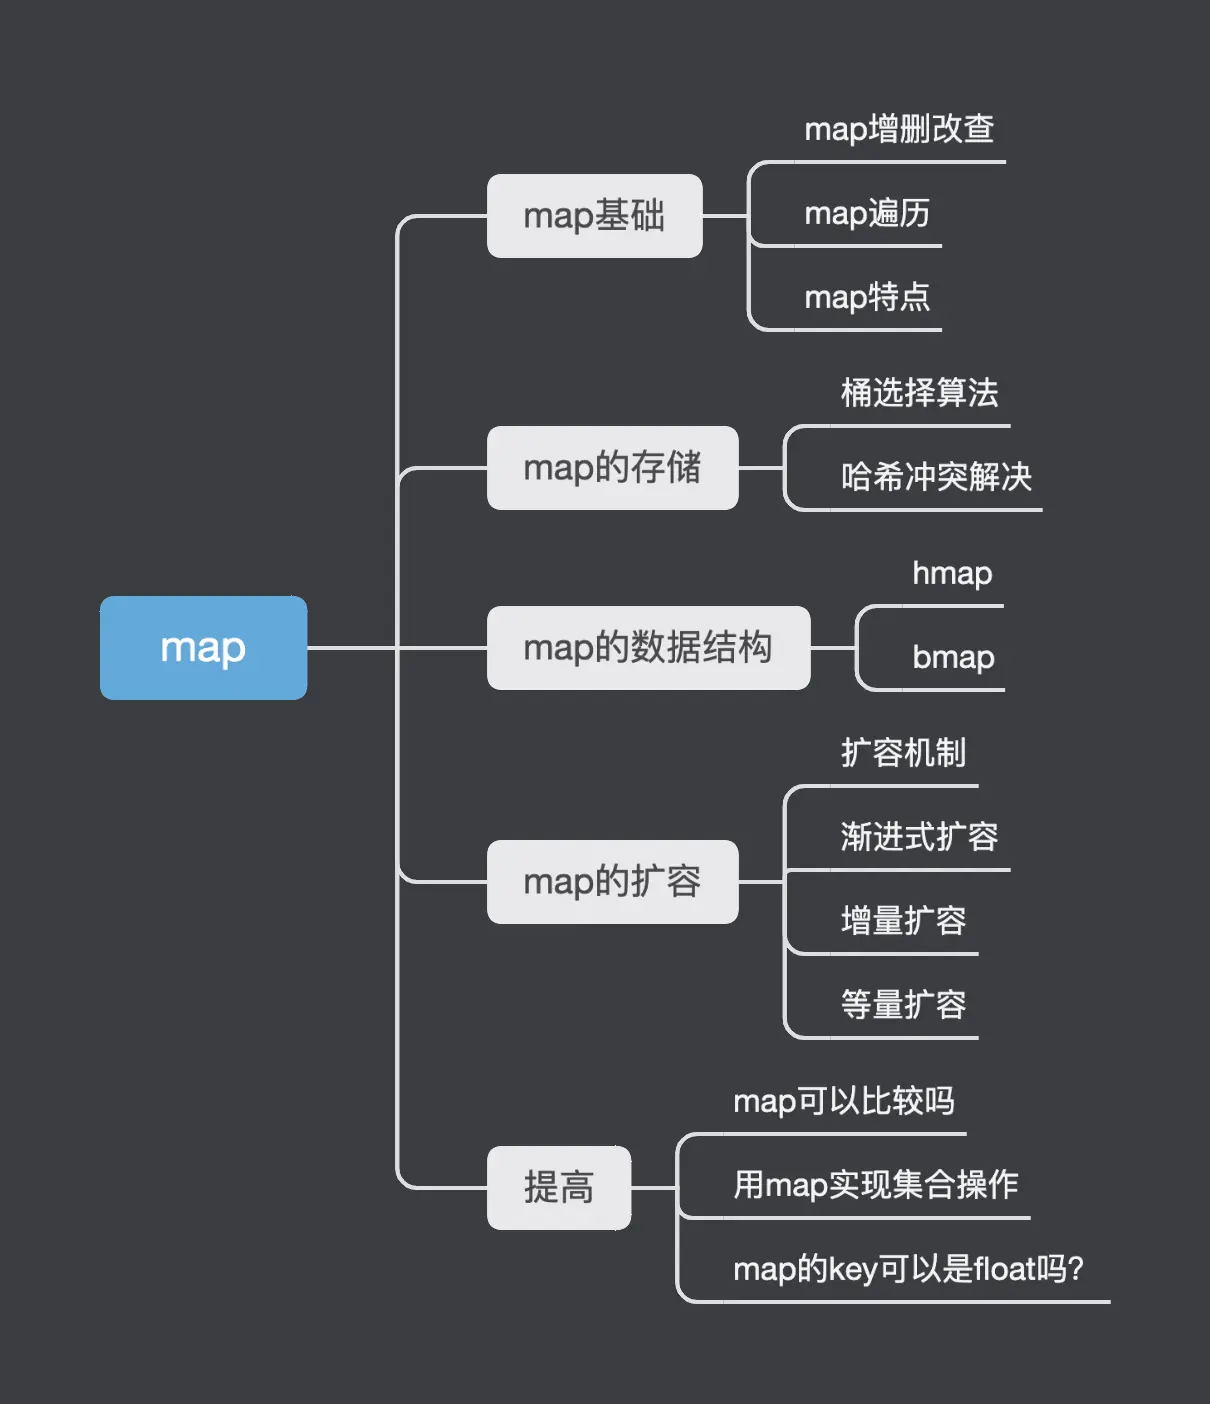 map
map基础
map增删改查
map遍历
map特点
map的存储
桶选择算法
哈希冲突解决
map的数据结构
hmap
bmap
map的扩容
扩容机制
渐进式扩容
增量扩容
等量扩容
提高
map可以比较吗
用map实现集合操作
map的key可以是float吗?